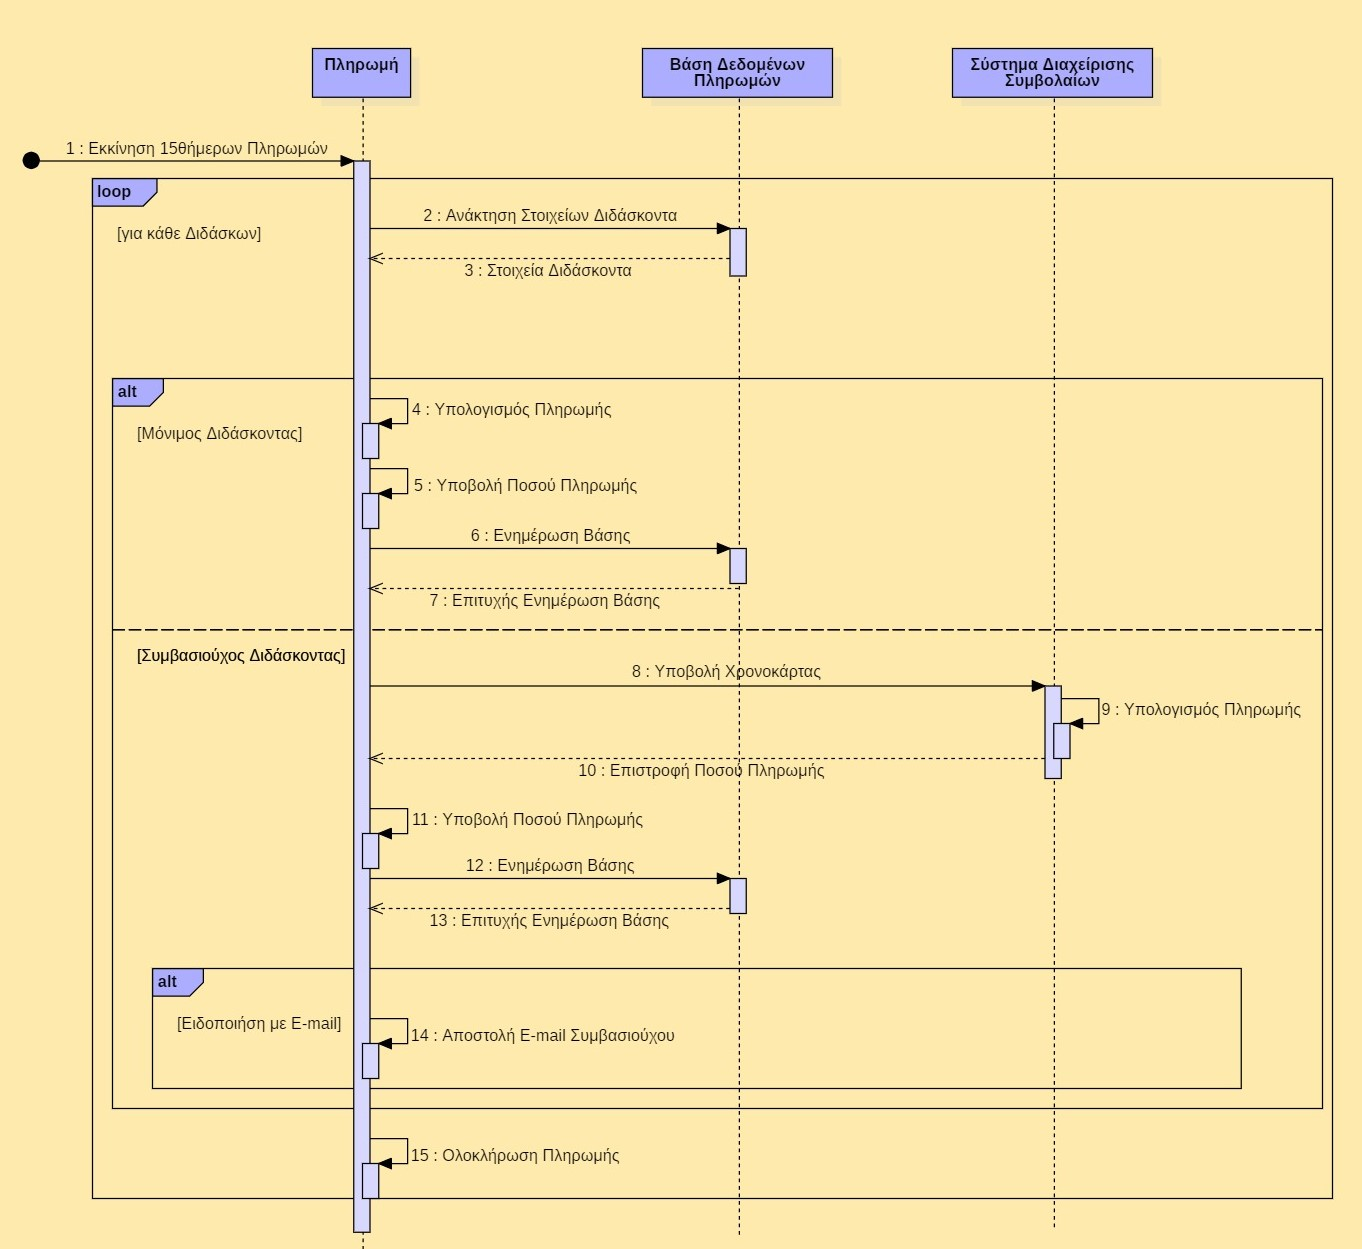 Πληρωμή
Βάση Δεδομένων
Πληρωμών
Σύστημα Διαχείρισης
Συμβολαίων
1 : Εκκίνηση 15θήμερων Πληρωμών
loop
2 : Ανάκτηση Στοιχείων Διδάσκοντα
[για κάθε Διδάσκων]
3 : Στοιχεία Διδάσκοντα
alt
4 : Υπολογισμός Πληρωμής
[Μόνιμος Διδάσκοντας]
5 : Υποβολή Ποσού Πληρωμής
6 : Ενημέρωση Βάσης
7 : Επιτυχής Ενημέρωση Βάσης
[Συμβασιούχος Διδάσκοντας]
8 : Υποβολή Χρονοκάρτας
9 : Υπολογισμός Πληρωμής
10 : Επιστροφή Ποσού Πληρωμής
11 : Υποβολή Ποσού Πληρωμής
12 : Ενημέρωση Βάσης
13 : Επιτυχής Ενημέρωση Βάσης
alt
[Ειδοποιήση με E-mail]
14 : Αποστολή E-mail Συμβασιούχου
15 : Ολοκλήρωση Πληρωμής